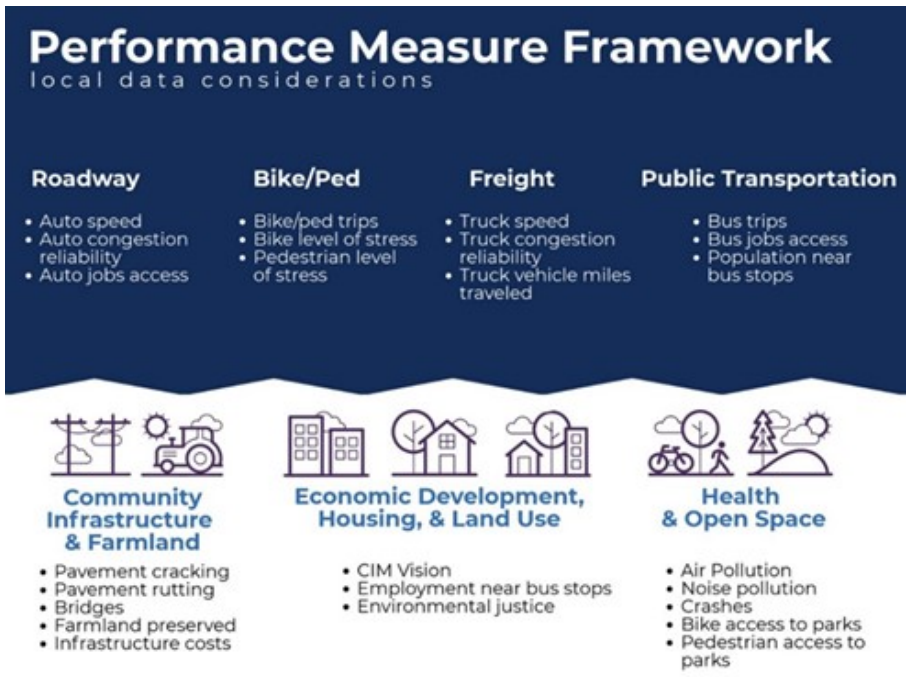 Performance Measure Framework
local data considerations
Roadway
• Auto speed
• Auto congestion
reliability
• Auto jobs access
Bike/Ped
• Bike/ped trips
• Bike level of stress
• Pedestrian level
of stress
Freight
• Truck speed
• Truck congestion
reliability
• Truck vehicle miles
traveled
Public Transportation
• Bus trips
• Bus jobs access
• Population near
bus stops
Community
Infrastructure
& Farmland
• Pavement cracking
• Pavement rutting
• Bridges
• Farmland preserved
• Infrastructure costs
Economic Development,
Housing, & Land Use
• CIM Vision
• Employment near bus stops
• Environmental justice
Health
& Open Space
• Air Pollution
• Noise pollution
• Crashes
• Bike access to parks
• Pedestrian access to
parks